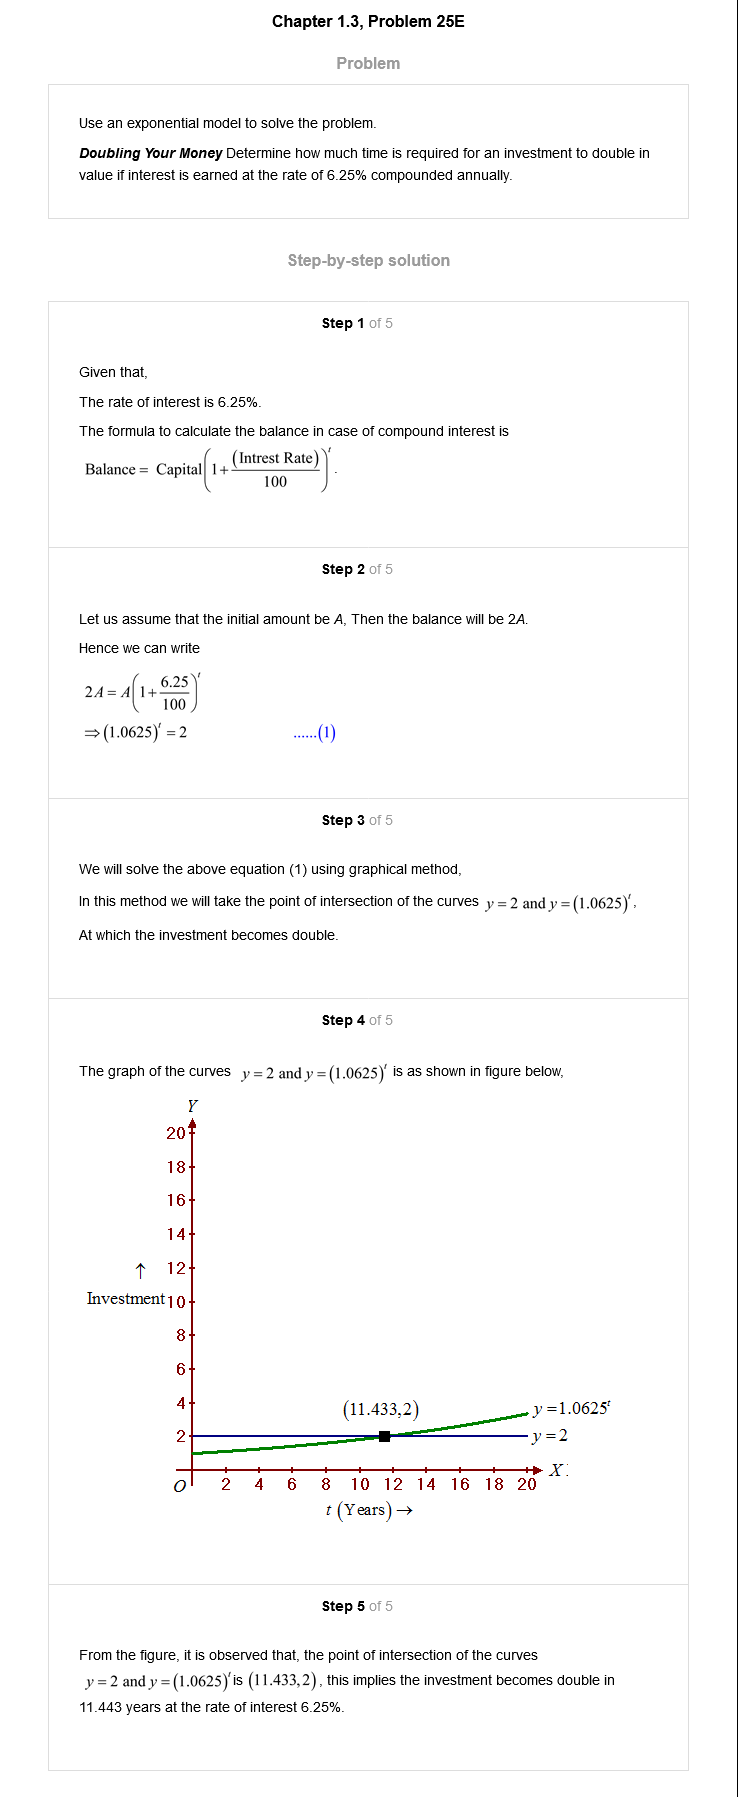 Chapter 1.3, Problem 25E
Problem
Use an exponential model to solve the problem.
Doubling Your Money Determine how much time is required for an investment to double in
value if interest is earned at the rate of 6.25% compounded annually.
Step-by-step solution
Step 1 of 5
Given that,
The rate of interest is 6.25%.
The formula to calculate the balance in case of compound interest is
Balance = Capital(1+(Intrest Rate)/100)^t.
Step 2 of 5
Let us assume that the initial amount be A, Then the balance will be 2A.
Hence we can write
2A = A(1+6.25/100)^t
⇒(1.0625)^t = 2 ......(1)
Step 3 of 5
We will solve the above equation (1) using graphical method,
In this method we will take the point of intersection of the curves y = 2 and y = (1.0625)^t,
At which the investment becomes double.
Step 4 of 5
The graph of the curves y = 2 and y = (1.0625)^t is as shown in figure below,
Y
20
18
16
14
↑ 12
Investment 10
8
6
4
(11.433,2) y =1.0625^t
2 y = 2
O 2 4 6 8 10 12 14 16 18 20 X
t (Years) →
Step 5 of 5
From the figure, it is observed that, the point of intersection of the curves
y = 2 and y = (1.0625)^t is (11.433,2), this implies the investment becomes double in
11.443 years at the rate of interest 6.25%.